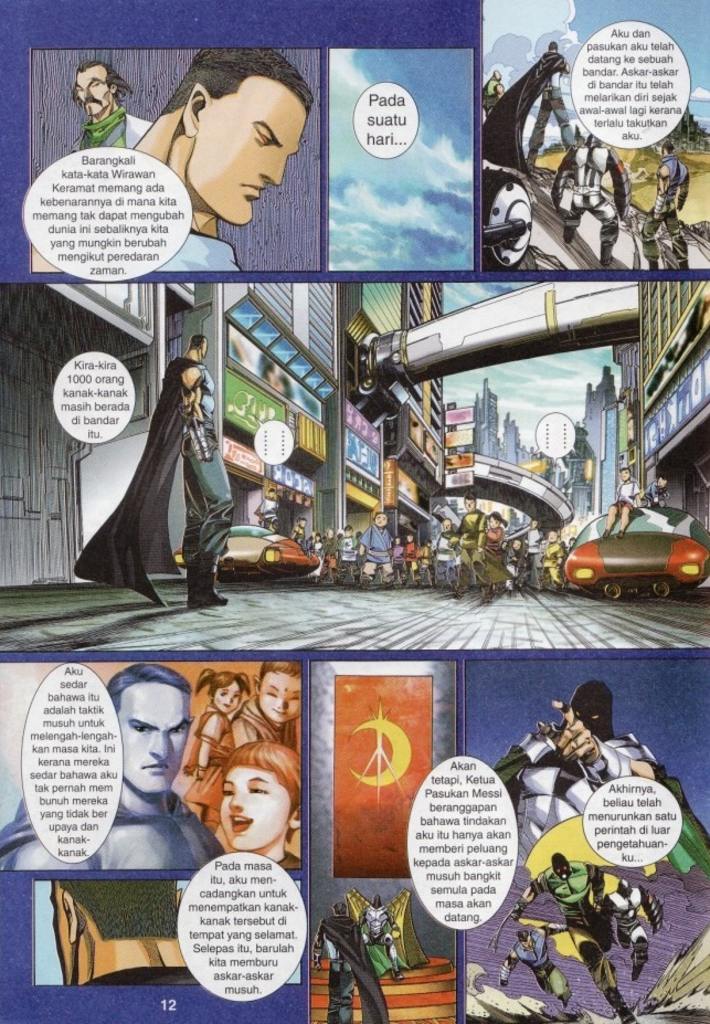 Barangkali
kata-kata Wirawan
Keramat memang ada
kebenarannya di mana kita
memang tak dapat mengubah
dunia ini sebaliknya kita
yang mungkin berubah
mengikut peredaran
zaman.
Pada
suatu
hari...
Aku dan
pasukan aku telah
datang ke sebuah
bandar. Askar-askar
di bandar itu telah
melarikan diri sejak
awal-awal lagi kerana
terlalu takutkan
aku.
Kira-kira
1000 orang
kanak-kanak
masih berada
di bandar
itu.
Aku
sedar
bahawa itu
adalah taktik
musuh untuk
melengah-lengah-
kan masa kita. Ini
kerana mereka
sedar bahawa aku
tak pernah mem
bunuh mereka
yang tidak ber
upaya dan
kanak-
kanak.
Pada masa
itu, aku men-
cadangkan untuk
menempatkan kanak-
kanak tersebut di
tempat yang selamat.
Selepas itu, barulah
kita memburu
askar-askar
musuh.
Akan
tetapi, Ketua
Pasukan Messi
beranggapan
bahawa tindakan
aku itu hanya akan
memberi peluang
kepada askar-askar
musuh bangkit
semula pada
masa akan
datang.
Akhirnya,
beliau telah
menurunkan satu
perintah di luar
pengetahuan-
ku...
12